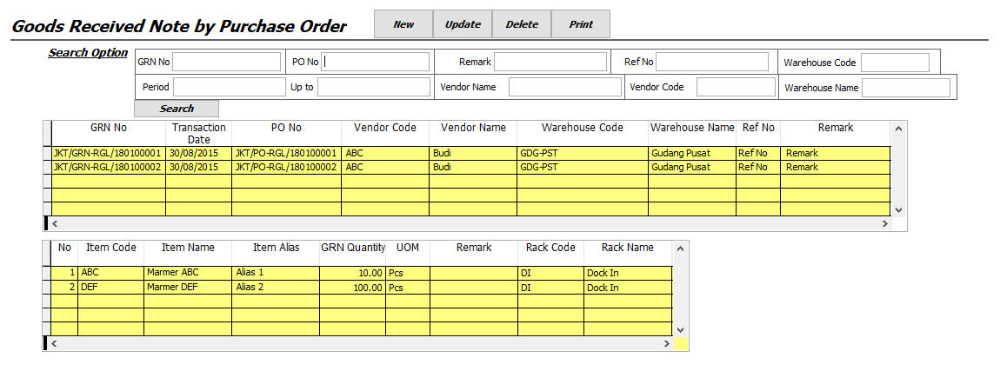 Goods Received Note by Purchase Order New Update Delete Print
Search Option
GRN No PO No Remark Ref No Warehouse Code
Period Up to Vendor Name Vendor Code Warehouse Name
Search
GRN No Transaction Date PO No Vendor Code Vendor Name Warehouse Code Warehouse Name Ref No Remark
JKT/GRN-RGL/180100001 30/08/2015 JKT/PO-RGL/180100001 ABC Budi GDG-PST Gudang Pusat Ref No Remark
JKT/GRN-RGL/180100002 30/08/2015 JKT/PO-RGL/180100002 ABC Budi GDG-PST Gudang Pusat Ref No Remark
No Item Code Item Name Item Alias GRN Quantity UOM Remark Rack Code Rack Name
1 ABC Marmer ABC Alias 1 10.00 Pcs DI Dock In
2 DEF Marmer DEF Alias 2 100.00 Pcs DI Dock In